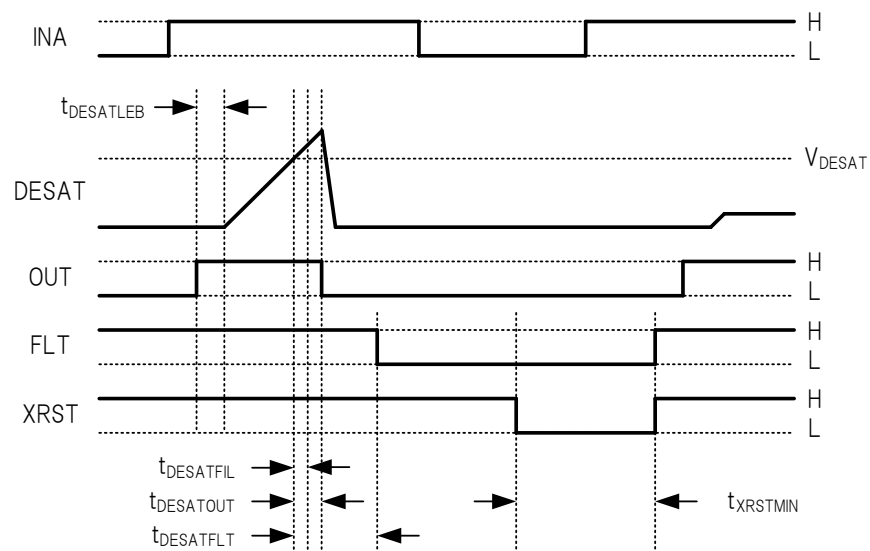 INA
H
L
tDESATLEB
VDESAT
DESAT
OUT
H
L
FLT
H
L
XRST
H
L
tDESATFIL
tDESATOUT
tXRSTMIN
tDESATFLT